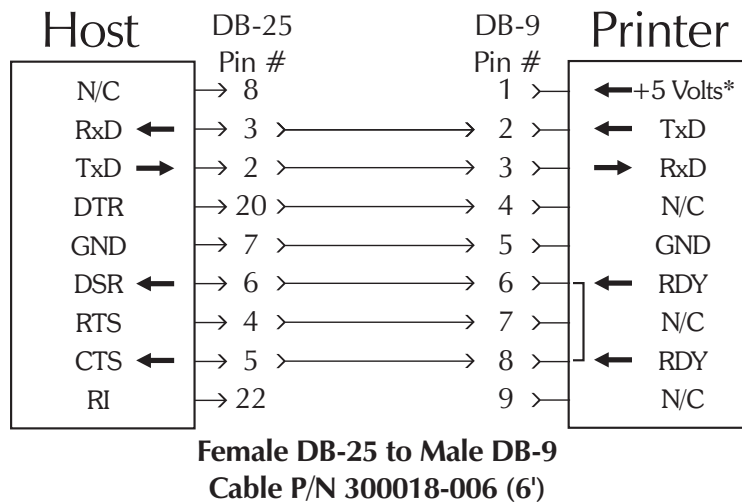 Host DB-25 Pin # DB-9 Pin # Printer
N/C 8 1 +5 Volts*
RxD 3 2 TxD
TxD 2 3 RxD
DTR 20 4 N/C
GND 7 5 GND
DSR 6 6 RDY
RTS 4 7 N/C
CTS 5 8 RDY
RI 22 9 N/C
Female DB-25 to Male DB-9
Cable P/N 300018-006 (6')